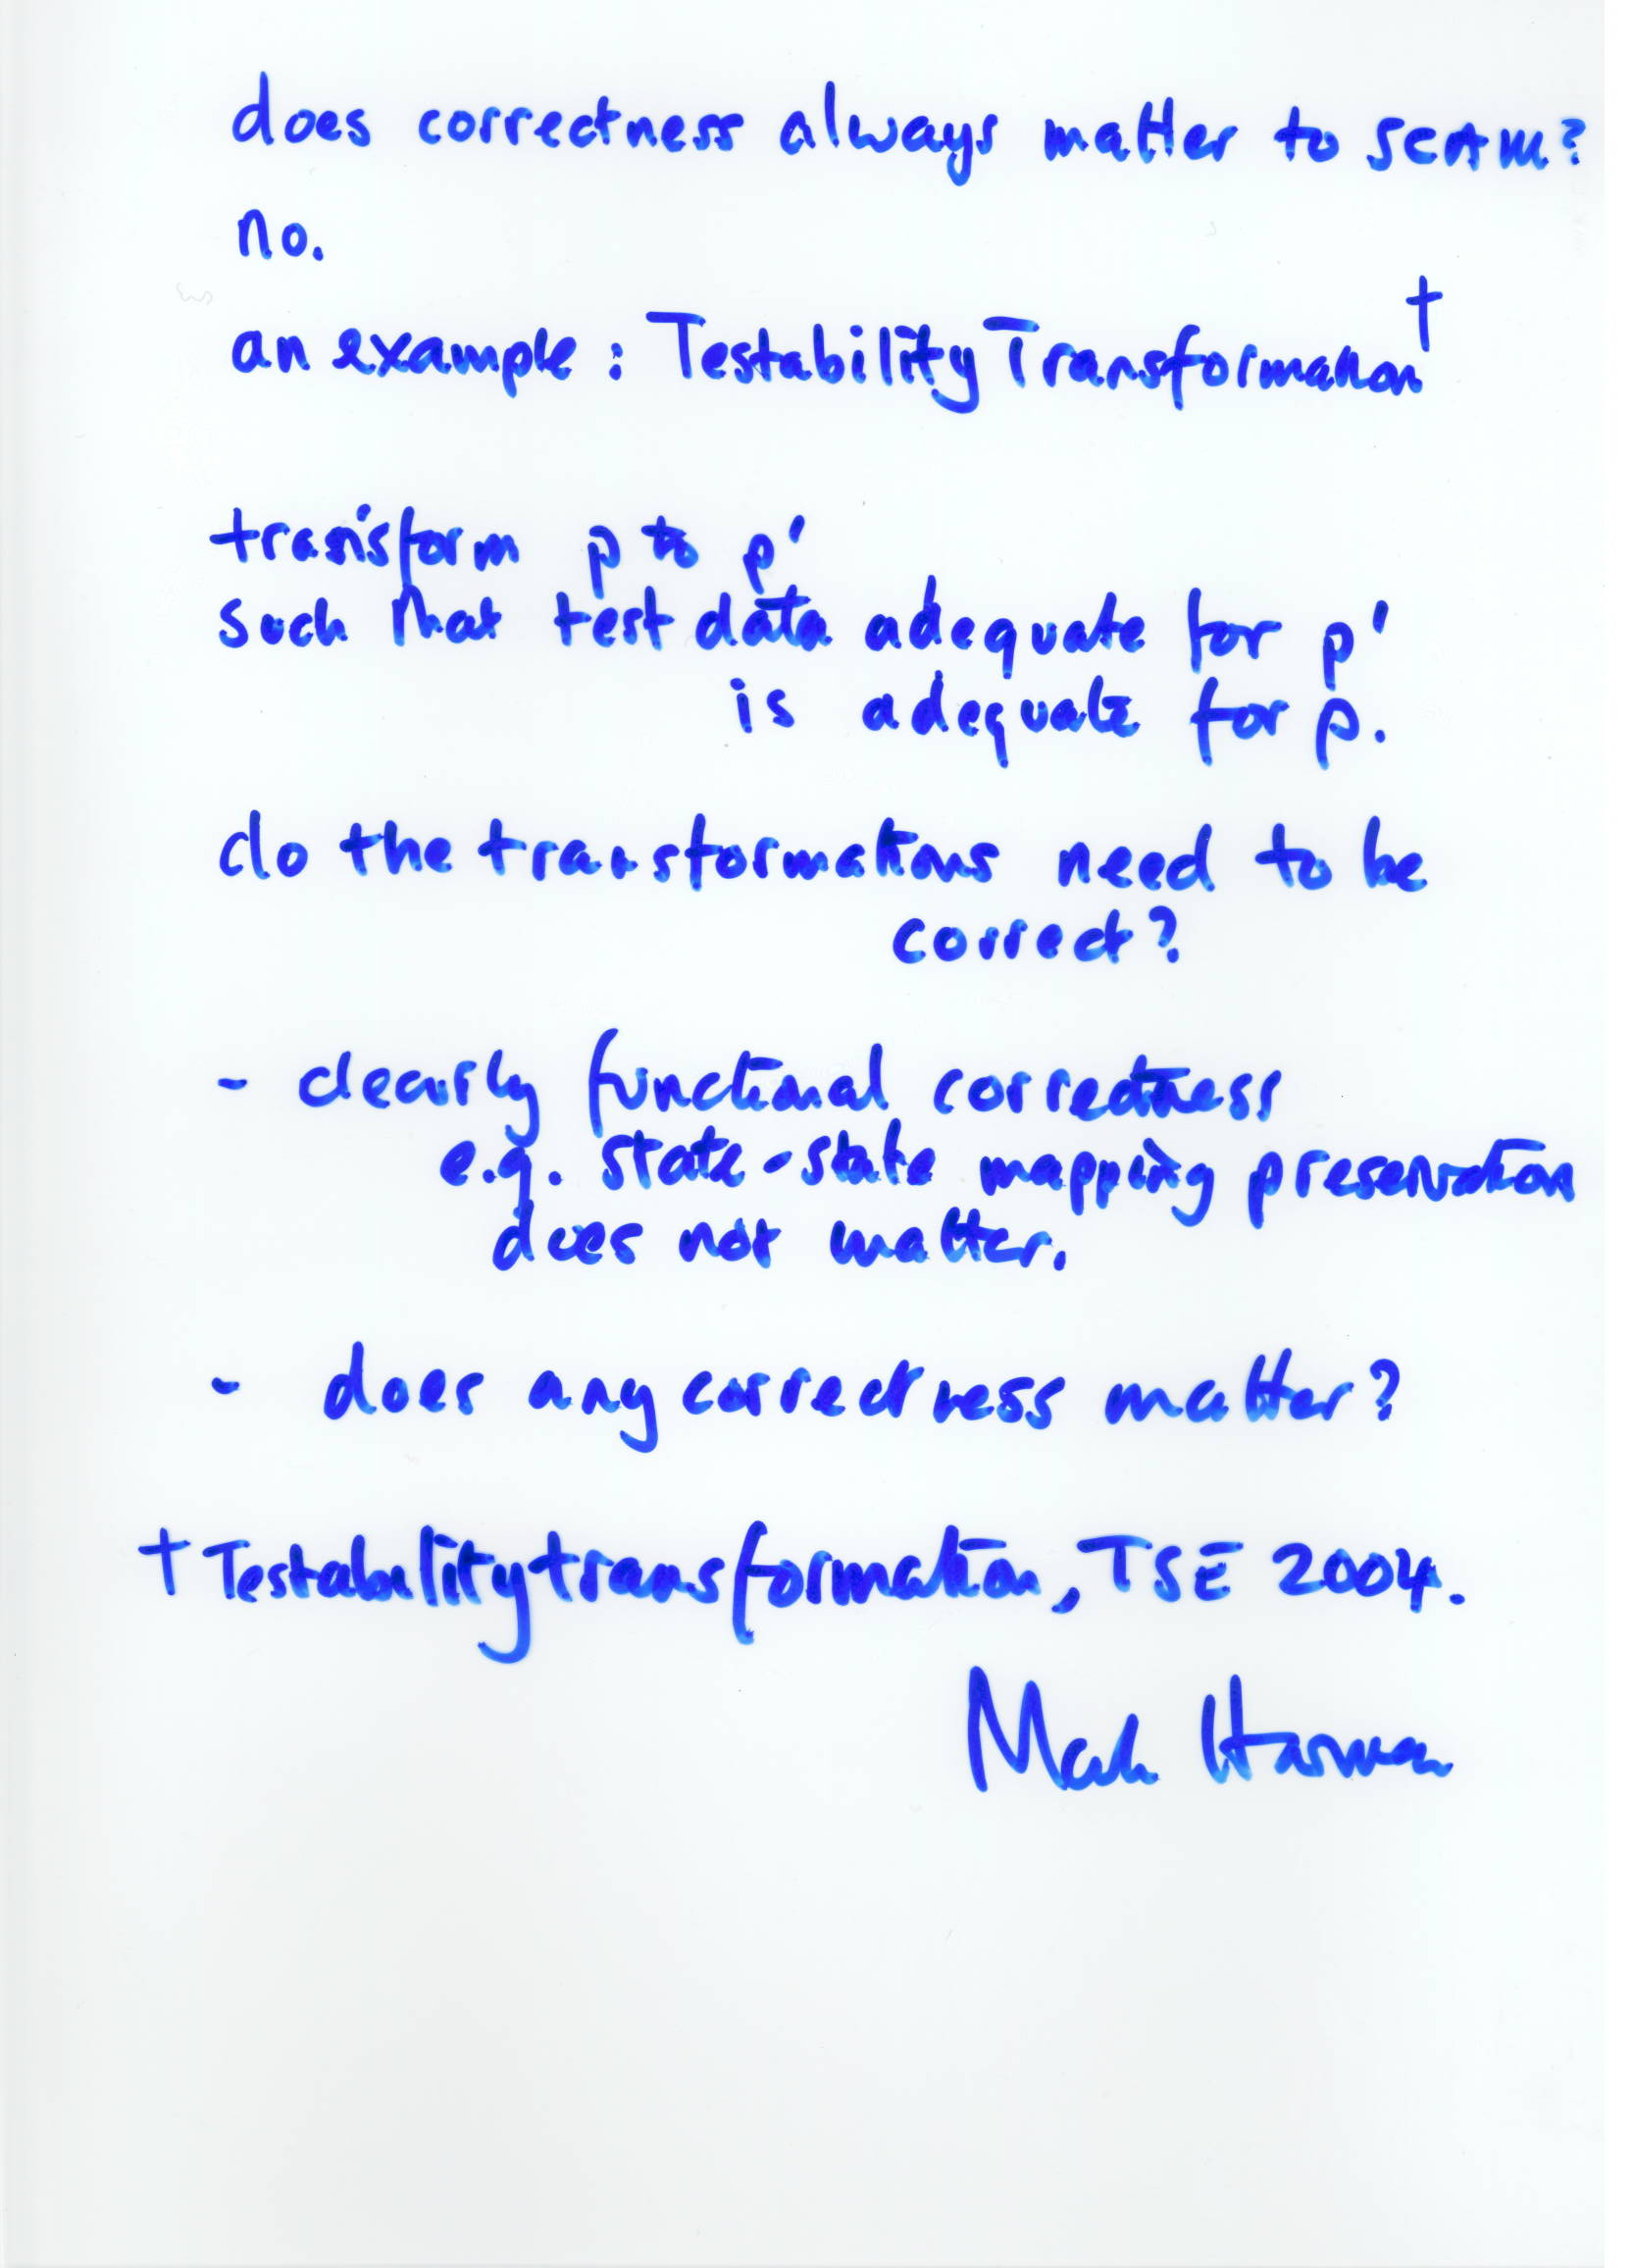 does correctness always matter to SCAM?
no.
an example : Testability Transformation†
transform p to p'
such that test data adequate for p'
is adequate for p.
do the transformations need to be
correct?
- clearly functional correctness
e.g. state-state mapping preservation
does not matter.
- does any correctness matter?
† Testability transformation, TSE 2004.
Mark Harman